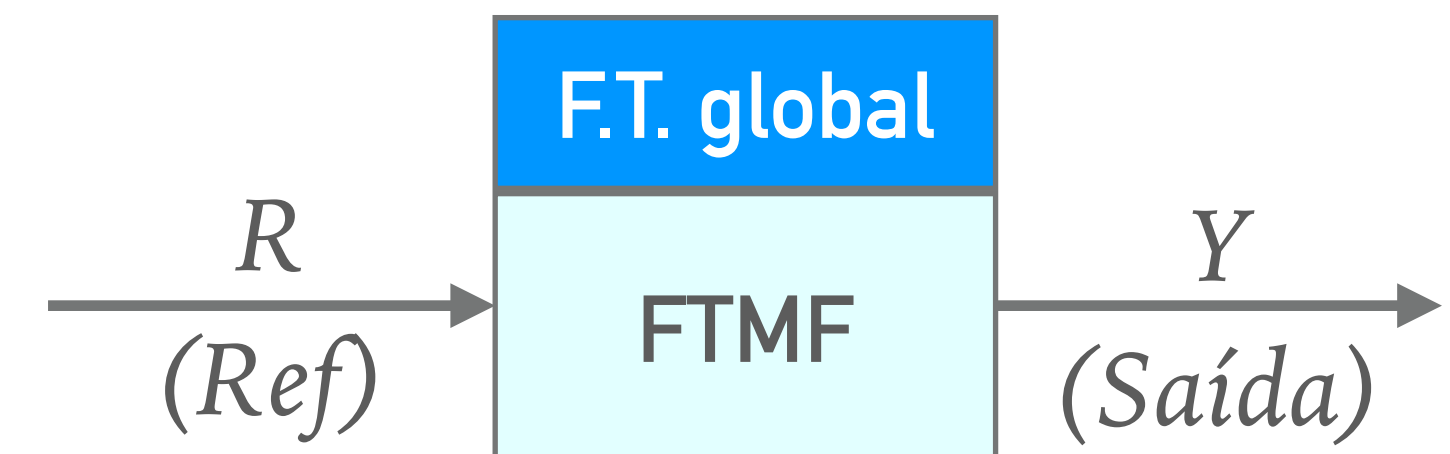 F.T. global
R
(Ref)
FTMF
Y
(Saída)